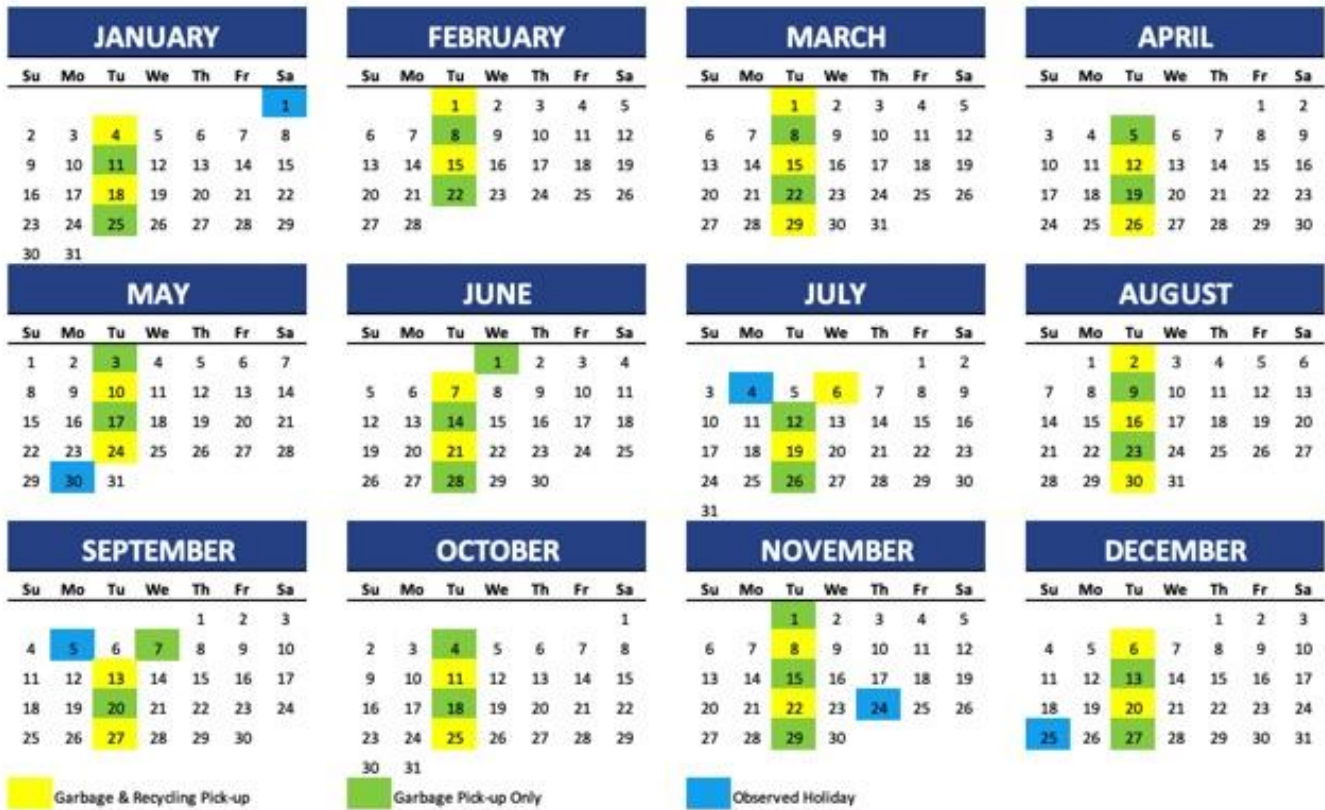 JANUARY FEBRUARY MARCH APRIL
Su Mo Tu We Th Fr Sa Su Mo Tu We Th Fr Sa Su Mo Tu We Th Fr Sa Su Mo Tu We Th Fr Sa
1 1 2 3 4 5 1 2 3 4 5 1 2
2 3 4 5 6 7 8 6 7 8 9 10 11 12 6 7 8 9 10 11 12 3 4 5 6 7 8 9
9 10 11 12 13 14 15 13 14 15 16 17 18 19 13 14 15 16 17 18 19 10 11 12 13 14 15 16
16 17 18 19 20 21 22 20 21 22 23 24 25 26 20 21 22 23 24 25 26 17 18 19 20 21 22 23
23 24 25 26 27 28 29 27 28 27 28 29 30 31 24 25 26 27 28 29 30
30 31
MAY JUNE JULY AUGUST
Su Mo Tu We Th Fr Sa Su Mo Tu We Th Fr Sa Su Mo Tu We Th Fr Sa Su Mo Tu We Th Fr Sa
1 2 3 4 5 6 7 1 2 3 4 1 2 1 2 3 4 5 6
8 9 10 11 12 13 14 5 6 7 8 9 10 11 3 4 5 6 7 8 9 7 8 9 10 11 12 13
15 16 17 18 19 20 21 12 13 14 15 16 17 18 10 11 12 13 14 15 16 14 15 16 17 18 19 20
22 23 24 25 26 27 28 19 20 21 22 23 24 25 17 18 19 20 21 22 23 21 22 23 24 25 26 27
29 30 31 26 27 28 29 30 24 25 26 27 28 29 30 28 29 30 31
31
SEPTEMBER OCTOBER NOVEMBER DECEMBER
Su Mo Tu We Th Fr Sa Su Mo Tu We Th Fr Sa Su Mo Tu We Th Fr Sa Su Mo Tu We Th Fr Sa
1 2 3 1 1 2 3 4 5 1 2 3
4 5 6 7 8 9 10 2 3 4 5 6 7 8 6 7 8 9 10 11 12 4 5 6 7 8 9 10
11 12 13 14 15 16 17 9 10 11 12 13 14 15 13 14 15 16 17 18 19 11 12 13 14 15 16 17
18 19 20 21 22 23 24 16 17 18 19 20 21 22 20 21 22 23 24 25 26 18 19 20 21 22 23 24
25 26 27 28 29 30 23 24 25 26 27 28 29 27 28 29 30 25 26 27 28 29 30 31
30 31
Garbage & Recycling Pick-up Garbage Pick-up Only Observed Holiday